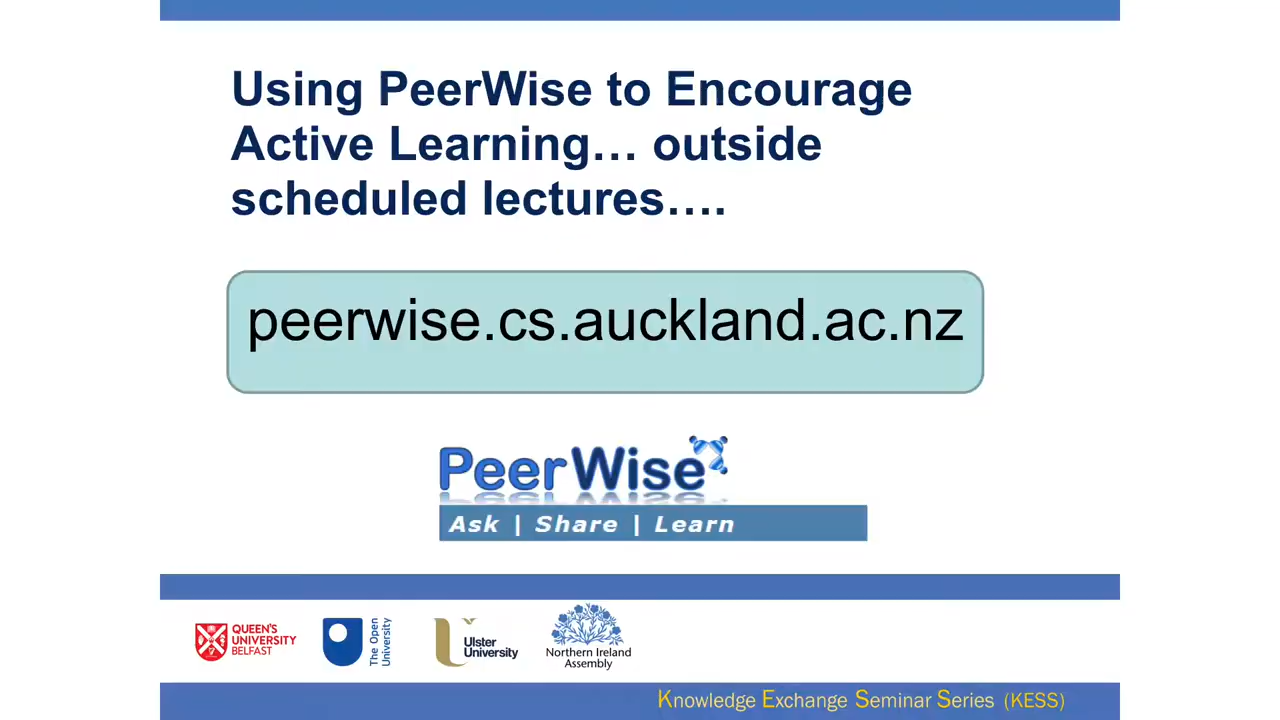 Using PeerWise to Encourage
Active Learning… outside
scheduled lectures….
peerwise.cs.auckland.ac.nz
PeerWise
Ask | Share | Learn
QUEEN'S
UNIVERSITY
BELFAST
The Open
University
Ulster
University
Northern Ireland
Assembly
Knowledge Exchange Seminar Series (KESS)